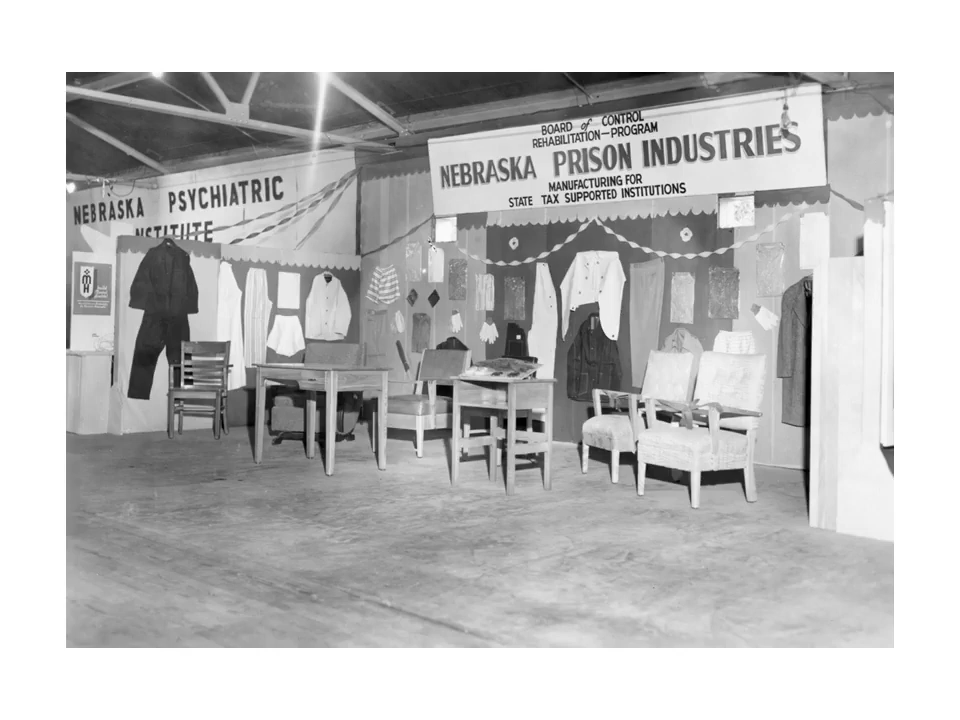 BOARD of CONTROL
REHABILITATION—PROGRAM
NEBRASKA PRISON INDUSTRIES
MANUFACTURING FOR
STATE TAX SUPPORTED INSTITUTIONS
NEBRASKA PSYCHIATRIC
INSTITUTE